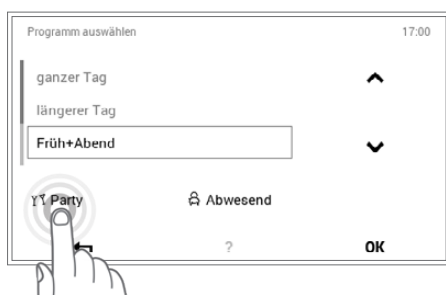 Programm auswählen 17:00
ganzer Tag
längerer Tag
Früh+Abend
Party Abwesend
? OK